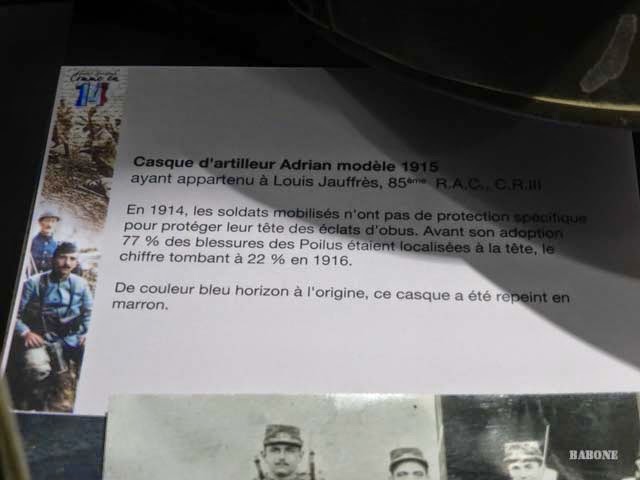 Comme en
14
Casque d'artilleur Adrian modèle 1915
ayant appartenu à Louis Jauffrès, 85ème R.A.C., C.R.III
En 1914, les soldats mobilisés n'ont pas de protection spécifique
pour protéger leur tête des éclats d'obus. Avant son adoption
77 % des blessures des Poilus étaient localisées à la tête, le
chiffre tombant à 22 % en 1916.
De couleur bleu horizon à l'origine, ce casque a été repeint en
marron.
BABONE